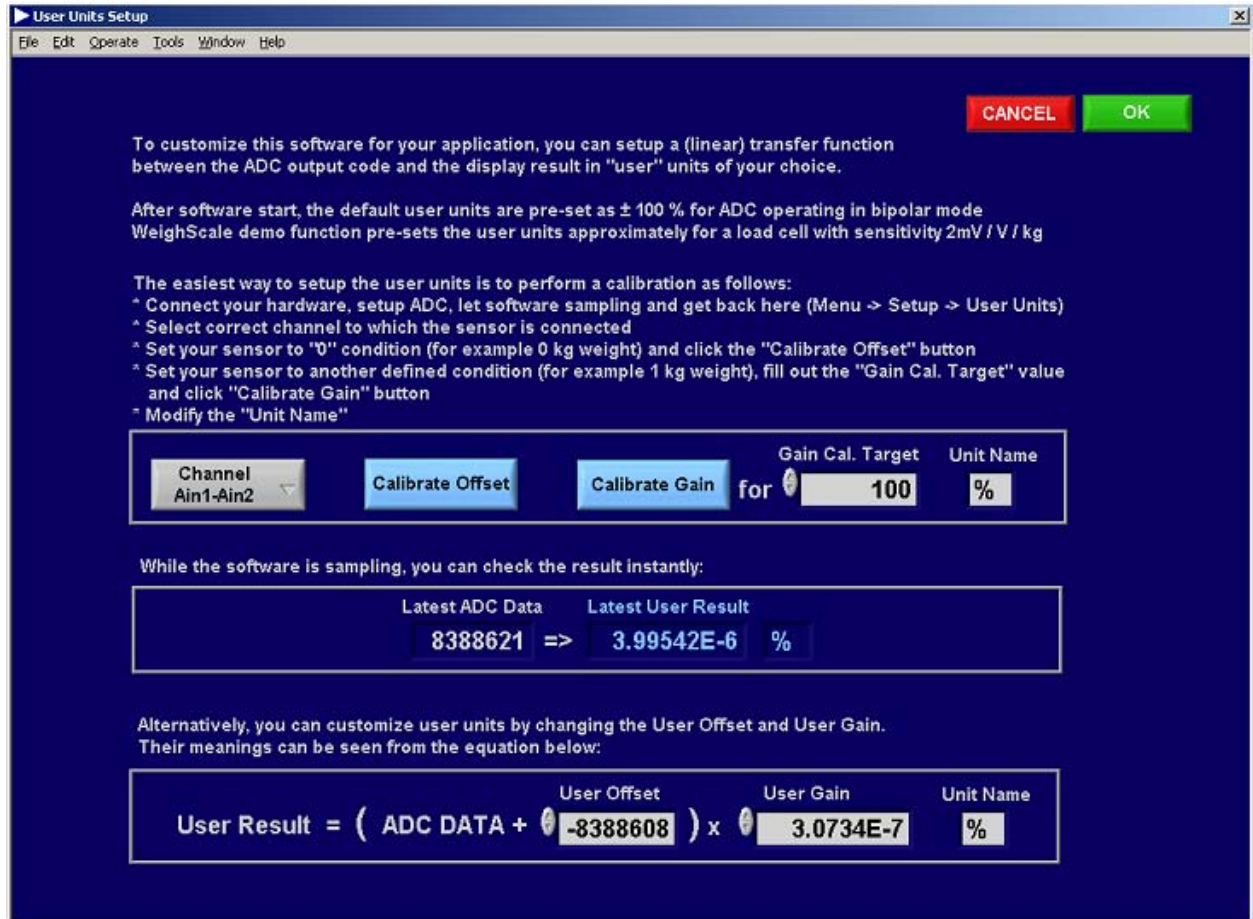 User Units Setup
File Edit Operate Tools Window Help
CANCEL OK
To customize this software for your application, you can setup a (linear) transfer function
between the ADC output code and the display result in "user" units of your choice.
After software start, the default user units are pre-set as ± 100 % for ADC operating in bipolar mode
WeighScale demo function pre-sets the user units approximately for a load cell with sensitivity 2mV / V / kg
The easiest way to setup the user units is to perform a calibration as follows:
* Connect your hardware, setup ADC, let software sampling and get back here (Menu -> Setup -> User Units)
* Select correct channel to which the sensor is connected
* Set your sensor to "0" condition (for example 0 kg weight) and click the "Calibrate Offset" button
* Set your sensor to another defined condition (for example 1 kg weight), fill out the "Gain Cal. Target" value
and click "Calibrate Gain" button
* Modify the "Unit Name"
Gain Cal. Target Unit Name
Channel
Ain1-Ain2
Calibrate Offset Calibrate Gain for 100 %
While the software is sampling, you can check the result instantly:
Latest ADC Data Latest User Result
8388621 => 3.99542E-6 %
Alternatively, you can customize user units by changing the User Offset and User Gain.
Their meanings can be seen from the equation below:
User Offset User Gain Unit Name
User Result = ( ADC DATA + -8388608 ) x 3.0734E-7 %